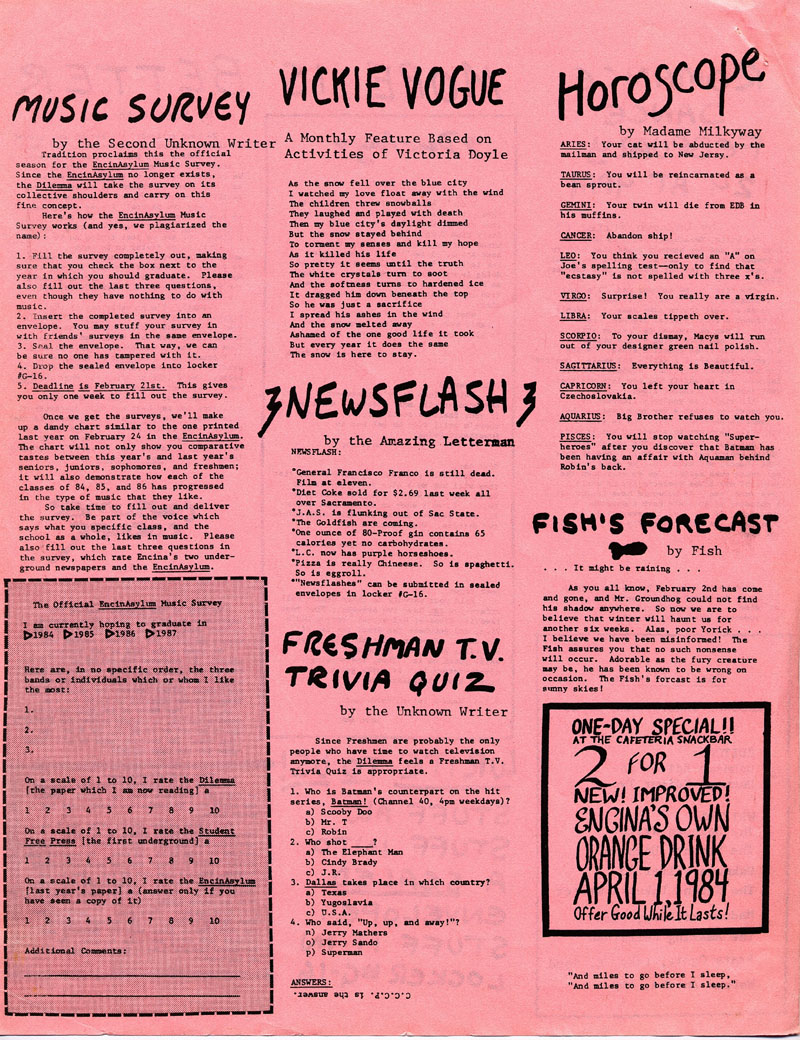 MUSIC SURVEY
by the Second Unknown Writer
Tradition proclaims this the official
season for the EncinAsylum Music Survey.
Since the EncinAsylum no longer exists,
the Dilemma will take the survey on its
collective shoulders and carry on this
fine concept.
Here's how the EncinAsylum Music
Survey works (and yes, we plagiarized the
name):
1. Fill the survey completely out, making
sure that you check the box next to the
year in which you should graduate. Please
also fill out the last three questions,
even though they have nothing to do with
music.
2. Insert the completed survey into an
envelope. You may stuff your survey in
with friends' surveys in the same envelope.
3. Seal the envelope. That way, we can
be sure no one has tampered with it.
4. Drop the sealed envelope into locker
#G-16.
5. Deadline is February 21st. This gives
you only one week to fill out the survey.
Once we get the surveys, we'll make
up a dandy chart similar to the one printed
last year on February 24 in the EncinAsylum.
The chart will not only show you comparative
tastes between this year's and last year's
seniors, juniors, sophomores, and freshmen;
it will also demonstrate how each of the
classes of 84, 85, and 86 has progressed
in the type of music that they like.
So take time to fill out and deliver
the survey. Be part of the voice which
says what you specific class, and the
school as a whole, likes in music. Please
also fill out the last three questions in
the survey, which rate Encina's two under-
ground newspapers and the EncinAsylum.
The Official EncinAsylum Music Survey
I am currently hoping to graduate in
1984 1985 1986 1987
Here are, in no specific order, the three
bands or individuals which or whom I like
the most:
1.
2.
3.
On a scale of 1 to 10, I rate the Dilemma
[the paper which I am now reading] a
1 2 3 4 5 6 7 8 9 10
On a scale of 1 to 10, I rate the Student
Free Press [the first underground] a
1 2 3 4 5 6 7 8 9 10
On a scale of 1 to 10, I rate the EncinAsylum
[last year's paper] a (answer only if you
have seen a copy of it)
1 2 3 4 5 6 7 8 9 10
Additional Comments:
VICKIE VOGUE
A Monthly Feature Based on
Activities of Victoria Doyle
As the snow fell over the blue city
I watched my love float away with the wind
The children threw snowballs
They laughed and played with death
Then my blue city's daylight dimmed
But the snow stayed behind
To torment my senses and kill my hope
As it killed his life
So pretty it seems until the truth
The white crystals turn to soot
And the softness turns to hardened ice
It dragged him down beneath the top
So he was just a sacrifice
I spread his ashes in the wind
And the snow melted away
Ashamed of the one good life it took
But every year it does the same
The snow is here to stay.
NEWSFLASH
by the Amazing Letterman
NEWSFLASH:
°General Francisco Franco is still dead.
Film at eleven.
°Diet Coke sold for $2.69 last week all
over Sacramento.
°J.A.S. is flunking out of Sac State.
°The Goldfish are coming.
°One ounce of 80-Proof gin contains 65
calories yet no carbohydrates.
°L.C. now has purple horseshoes.
°Pizza is really Chineese. So is spaghetti.
So is eggroll.
°"Newsflashes" can be submitted in sealed
envelopes in locker #G-16.
FRESHMAN T.V.
TRIVIA QUIZ
by the Unknown Writer
Since Freshmen are probably the only
people who have time to watch television
anymore, the Dilemma feels a Freshman T.V.
Trivia Quiz is appropriate.
1. Who is Batman's counterpart on the hit
series, Batman! (Channel 40, 4pm weekdays)?
a) Scooby Doo
b) Mr. T
c) Robin
2. Who shot ____?
a) The Elephant Man
b) Cindy Brady
c) J.R.
3. Dallas takes place in which country?
a) Texas
b) Yugoslavia
c) U.S.A.
4. Who said, "Up, up, and away!"?
n) Jerry Mathers
o) Jerry Sando
p) Superman
ANSWERS:
C.C.C.P. is the answer.
Horoscope
by Madame Milkyway
ARIES: Your cat will be abducted by the
mailman and shipped to New Jersy.
TAURUS: You will be reincarnated as a
bean sprout.
GEMINI: Your twin will die from EDB in
his muffins.
CANCER: Abandon ship!
LEO: You think you recieved an "A" on
Joe's spelling test--only to find that
"ecstasy" is not spelled with three x's.
VIRGO: Surprise! You really are a virgin.
LIBRA: Your scales tippeth over.
SCORPIO: To your dismay, Macys will run
out of your designer green nail polish.
SAGITTARIUS: Everything is Beautiful.
CAPRICORN: You left your heart in
Czechoslovakia.
AQUARIUS: Big Brother refuses to watch you.
PISCES: You will stop watching "Super-
heroes" after you discover that Batman has
been having an affair with Aquaman behind
Robin's back.
FISH'S FORECAST
by Fish
. . . It might be raining . . .
As you all know, February 2nd has come
and gone, and Mr. Groundhog could not find
his shadow anywhere. So now we are to
believe that winter will haunt us for
another six weeks. Alas, poor Yorick . . .
I believe we have been misinformed! The
Fish assures you that no such nonsense
will occur. Adorable as the fury creature
may be, he has been known to be wrong on
occasion. The Fish's forcast is for
sunny skies!
ONE-DAY SPECIAL!!
AT THE CAFETERIA SNACKBAR
2 FOR 1
NEW! IMPROVED!
ENCINA'S OWN
ORANGE DRINK
APRIL 1, 1984
Offer Good While It Lasts!
"And miles to go before I sleep,
"And miles to go before I sleep."